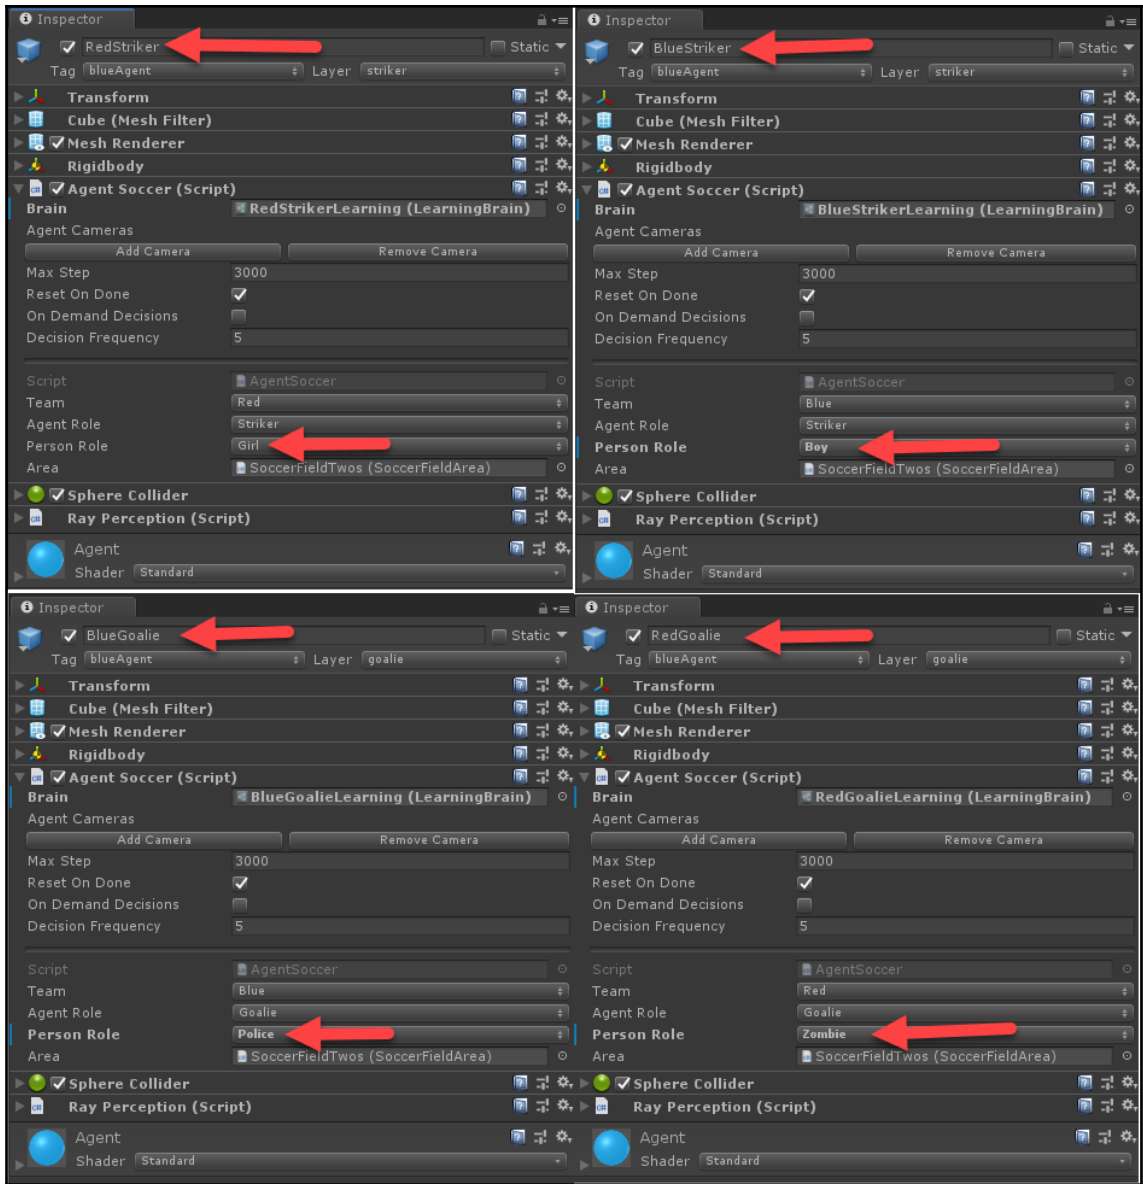 Inspector
RedStriker Static
Tag blueAgent Layer striker
Transform
Cube (Mesh Filter)
Mesh Renderer
Rigidbody
Agent Soccer (Script)
Brain RedStrikerLearning (LearningBrain)
Agent Cameras
Add Camera Remove Camera
Max Step 3000
Reset On Done
On Demand Decisions
Decision Frequency 5
Script AgentSoccer
Team Red
Agent Role Striker
Person Role Girl
Area SoccerFieldTwos (SoccerFieldArea)
Sphere Collider
Ray Perception (Script)
Agent
Shader Standard
Inspector
BlueStriker Static
Tag blueAgent Layer striker
Transform
Cube (Mesh Filter)
Mesh Renderer
Rigidbody
Agent Soccer (Script)
Brain BlueStrikerLearning (LearningBrain)
Agent Cameras
Add Camera Remove Camera
Max Step 3000
Reset On Done
On Demand Decisions
Decision Frequency 5
Script AgentSoccer
Team Blue
Agent Role Striker
Person Role Boy
Area SoccerFieldTwos (SoccerFieldArea)
Sphere Collider
Ray Perception (Script)
Agent
Shader Standard
Inspector
BlueGoalie Static
Tag blueAgent Layer goalie
Transform
Cube (Mesh Filter)
Mesh Renderer
Rigidbody
Agent Soccer (Script)
Brain BlueGoalieLearning (LearningBrain)
Agent Cameras
Add Camera Remove Camera
Max Step 3000
Reset On Done
On Demand Decisions
Decision Frequency 5
Script AgentSoccer
Team Blue
Agent Role Goalie
Person Role Police
Area SoccerFieldTwos (SoccerFieldArea)
Sphere Collider
Ray Perception (Script)
Agent
Shader Standard
Inspector
RedGoalie Static
Tag blueAgent Layer goalie
Transform
Cube (Mesh Filter)
Mesh Renderer
Rigidbody
Agent Soccer (Script)
Brain RedGoalieLearning (LearningBrain)
Agent Cameras
Add Camera Remove Camera
Max Step 3000
Reset On Done
On Demand Decisions
Decision Frequency 5
Script AgentSoccer
Team Red
Agent Role Goalie
Person Role Zombie
Area SoccerFieldTwos (SoccerFieldArea)
Sphere Collider
Ray Perception (Script)
Agent
Shader Standard